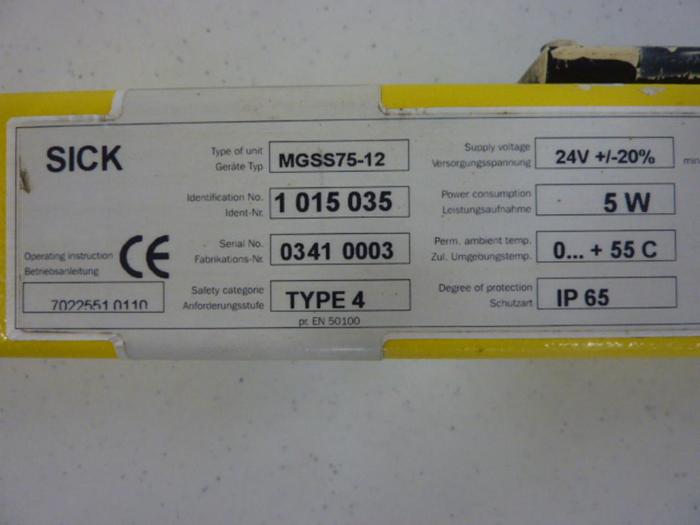 SICK
Operating instruction
Betriebsanleitung
7022551 0110
CE
Type of unit
Geräte Typ
MGSS75-12
Identification No.
Ident-Nr.
1 015 035
Serial No.
Fabrikations-Nr.
0341 0003
Safety categorie
Anforderungsstufe
TYPE 4
pr. EN 50100
Supply voltage
Versorgungsspannung
24V +/-20%
Power consumption
Leistungsaufnahme
5 W
Perm. ambient temp.
Zul. Umgebungstemp.
0... + 55 C
Degree of protection
Schutzart
IP 65
min